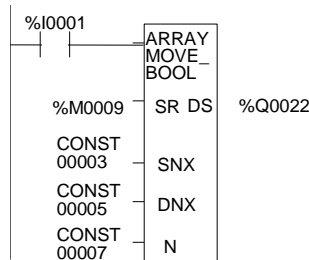 %I0001
ARRAY
MOVE_
BOOL
%M0009 SR DS %Q0022
CONST
00003 SNX
CONST
00005 DNX
CONST
00007 N